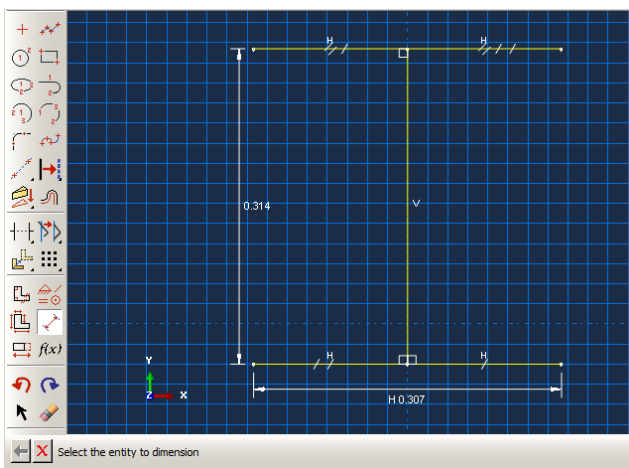 H H
0.314
V
Y
Z X
H H
H 0.307
f(x)
X Select the entity to dimension